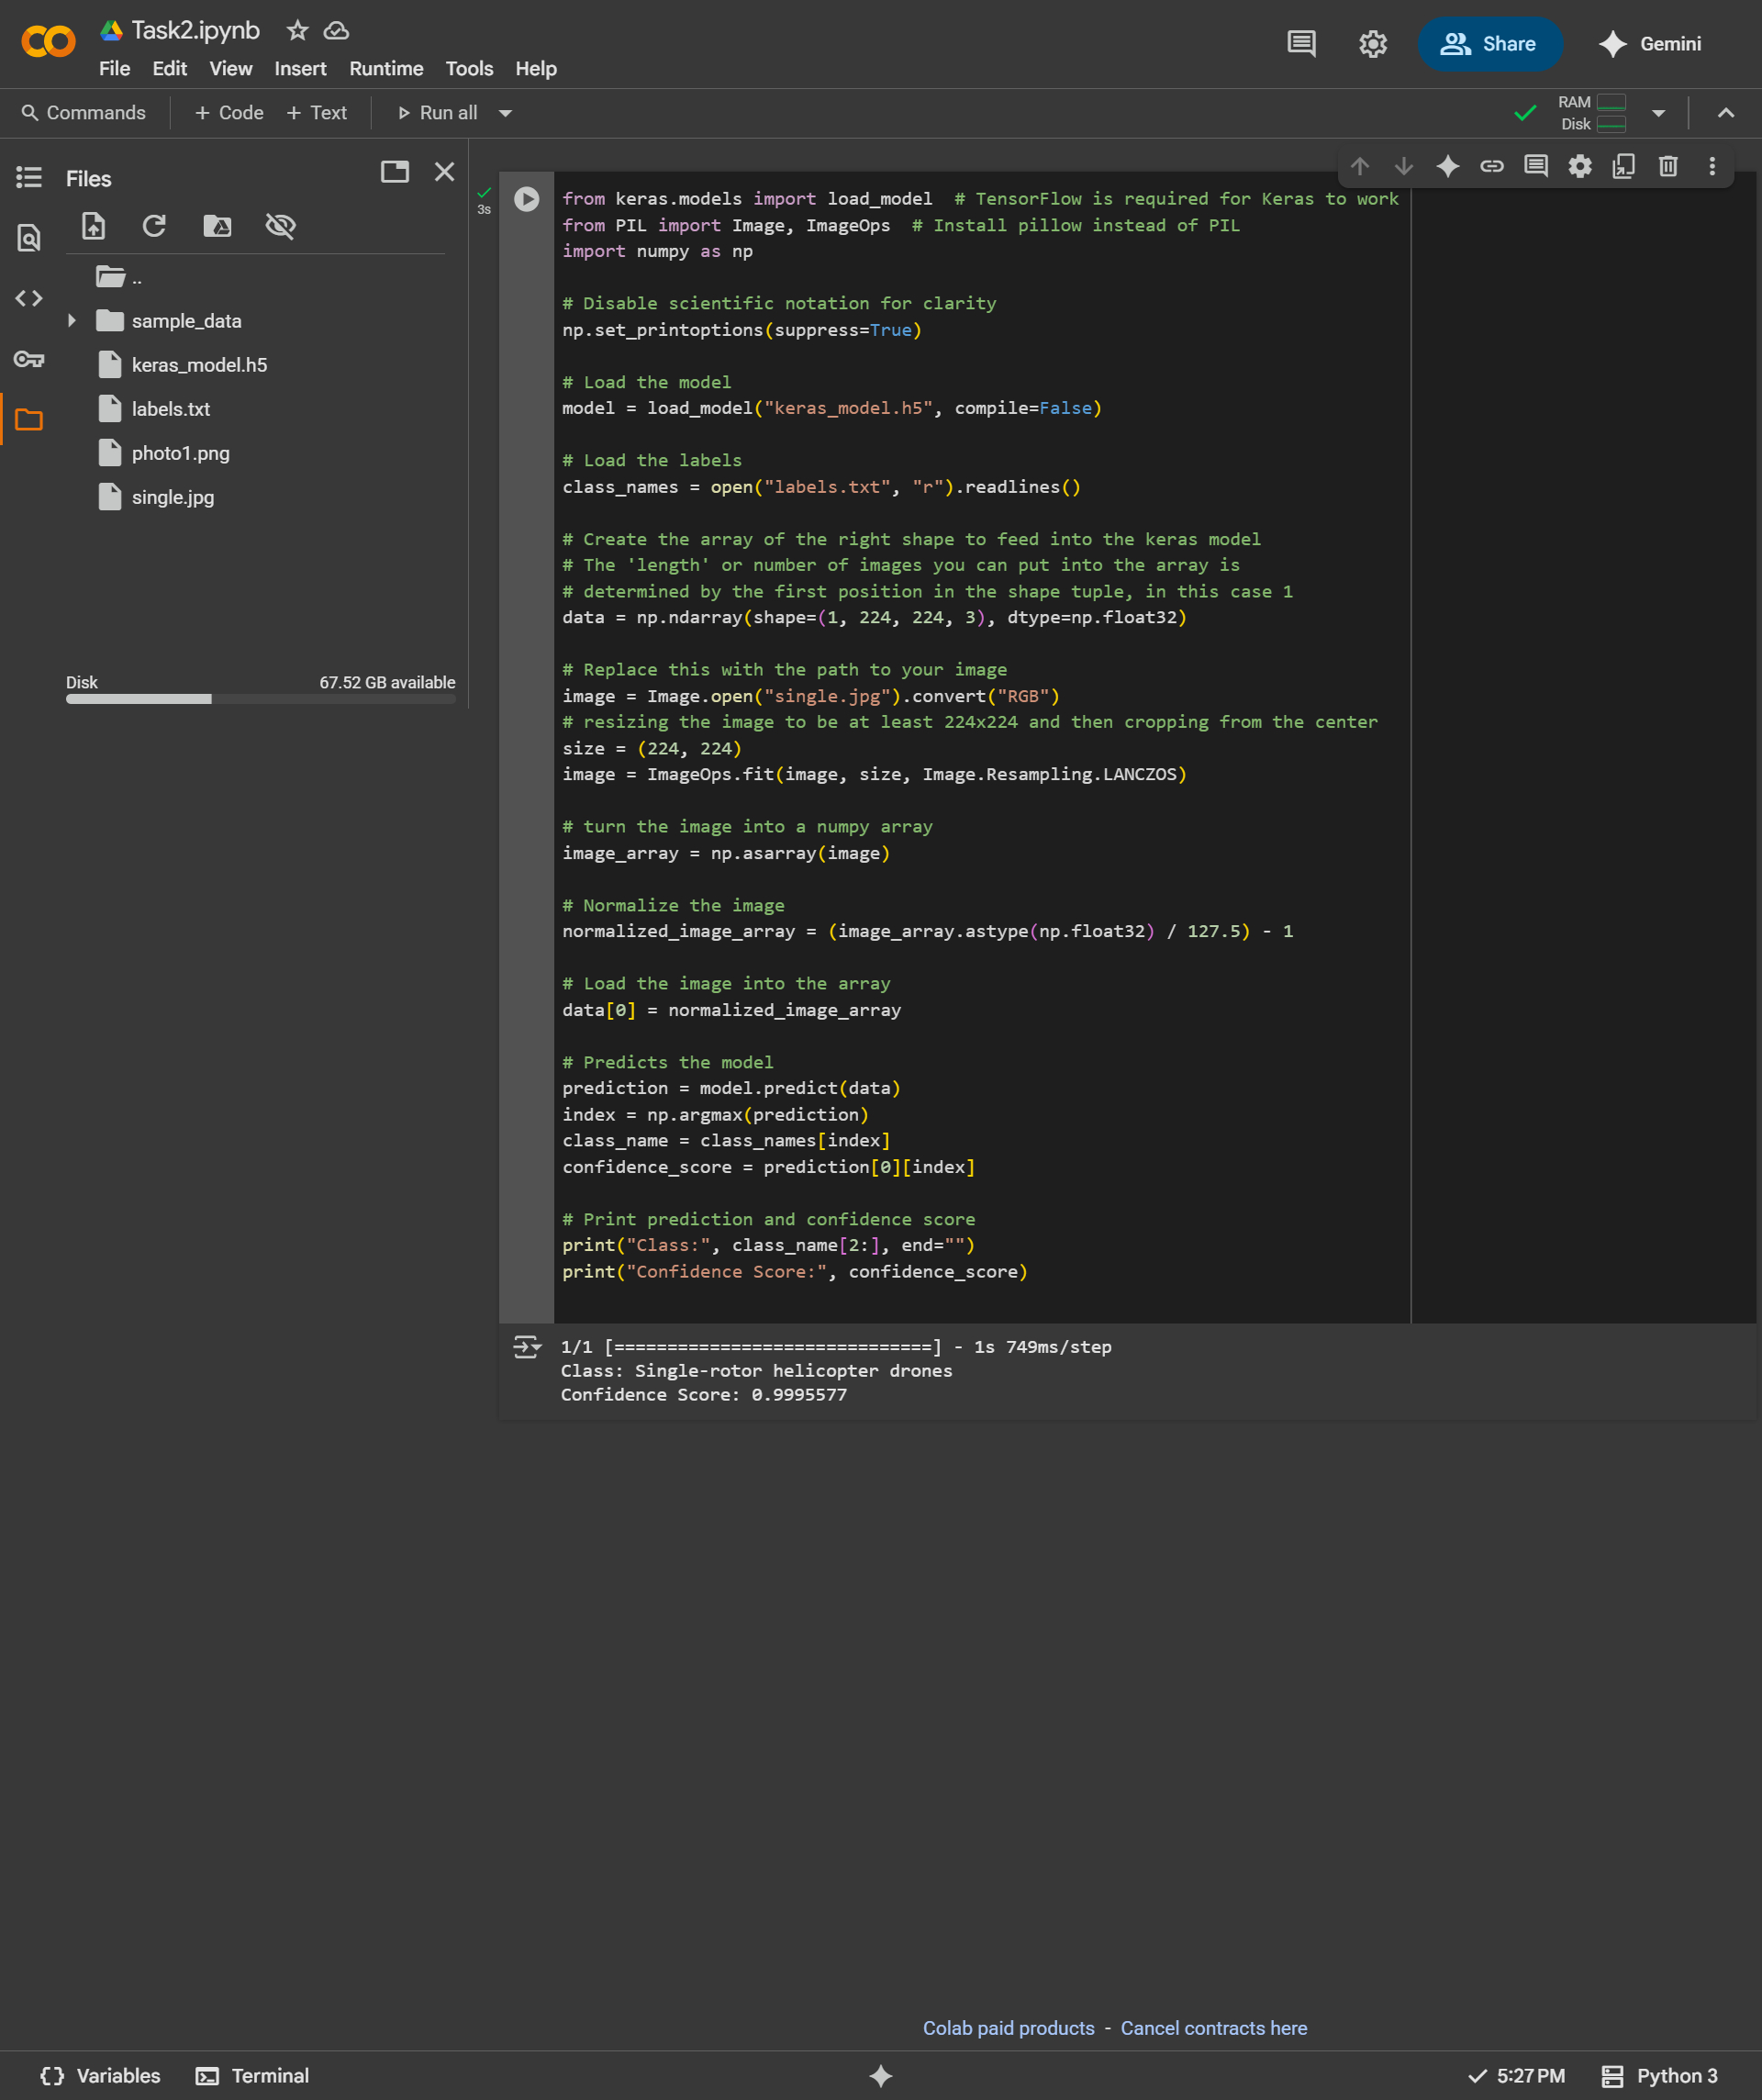 Task2.ipynb
File Edit View Insert Runtime Tools Help
Share
Gemini
Commands + Code + Text Run all
RAM
Disk
Files
..
sample_data
keras_model.h5
labels.txt
photo1.png
single.jpg
Disk 67.52 GB available
3s
from keras.models import load_model  # TensorFlow is required for Keras to work
from PIL import Image, ImageOps  # Install pillow instead of PIL
import numpy as np
# Disable scientific notation for clarity
np.set_printoptions(suppress=True)
# Load the model
model = load_model("keras_model.h5", compile=False)
# Load the labels
class_names = open("labels.txt", "r").readlines()
# Create the array of the right shape to feed into the keras model
# The 'length' or number of images you can put into the array is
# determined by the first position in the shape tuple, in this case 1
data = np.ndarray(shape=(1, 224, 224, 3), dtype=np.float32)
# Replace this with the path to your image
image = Image.open("single.jpg").convert("RGB")
# resizing the image to be at least 224x224 and then cropping from the center
size = (224, 224)
image = ImageOps.fit(image, size, Image.Resampling.LANCZOS)
# turn the image into a numpy array
image_array = np.asarray(image)
# Normalize the image
normalized_image_array = (image_array.astype(np.float32) / 127.5) - 1
# Load the image into the array
data[0] = normalized_image_array
# Predicts the model
prediction = model.predict(data)
index = np.argmax(prediction)
class_name = class_names[index]
confidence_score = prediction[0][index]
# Print prediction and confidence score
print("Class:", class_name[2:], end="")
print("Confidence Score:", confidence_score)
1/1 [==============================] - 1s 749ms/step
Class: Single-rotor helicopter drones
Confidence Score: 0.9995577
Colab paid products - Cancel contracts here
{} Variables Terminal 5:27 PM Python 3